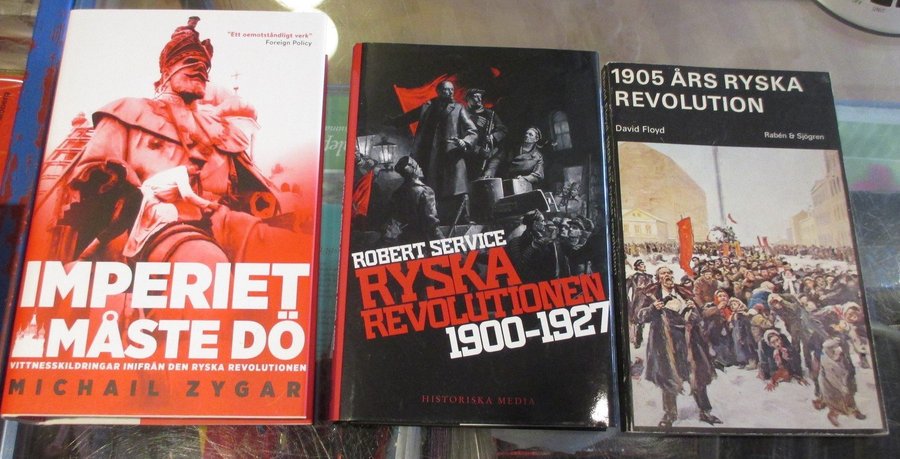 "Ett oemotståndligt verk"
Foreign Policy
IMPERIET
MÅSTE DÖ
VITTNESSKILDRINGAR INIFRÅN DEN RYSKA REVOLUTIONEN
MICHAIL ZYGAR
ROBERT SERVICE
RYSKA
REVOLUTIONEN
1900–1927
HISTORISKA MEDIA
1905 ÅRS RYSKA
REVOLUTION
David Floyd
Rabén & Sjögren